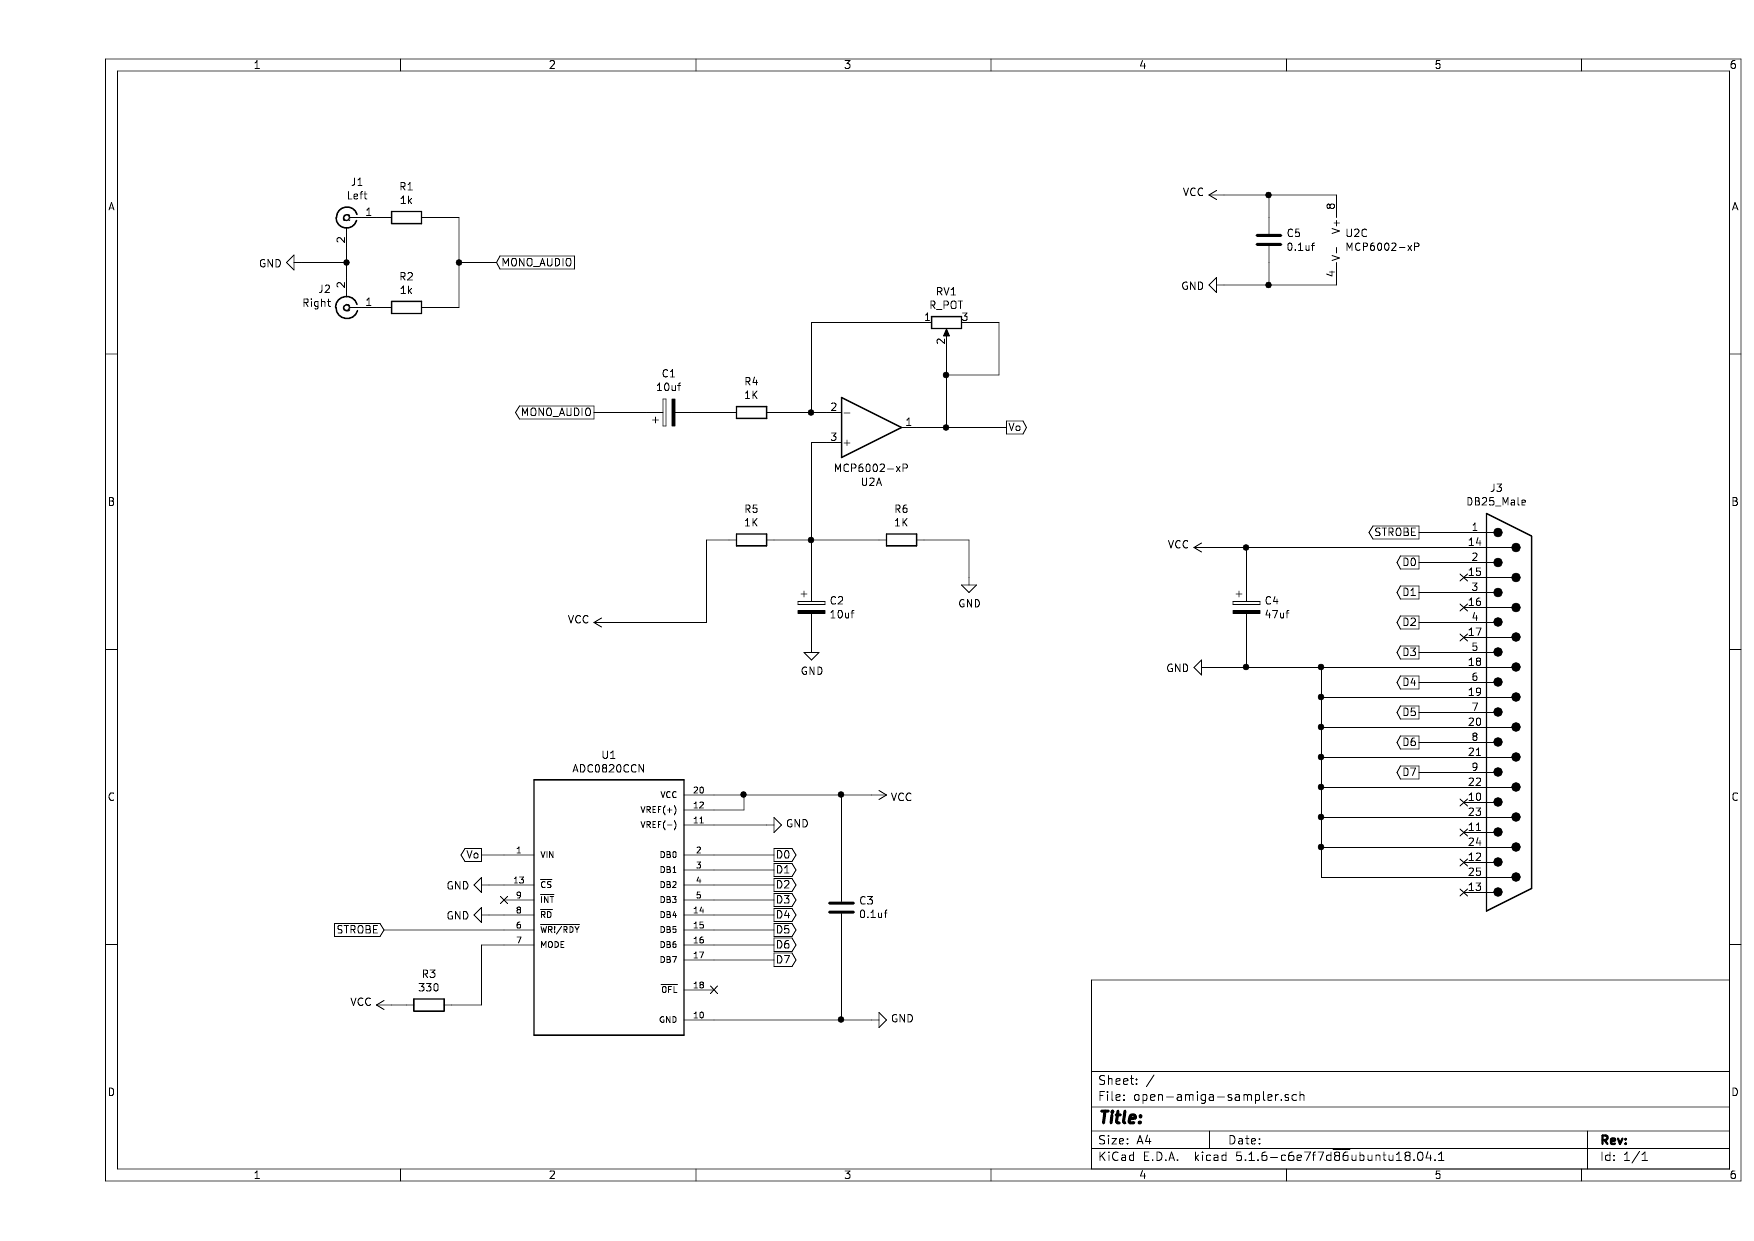 1 2 3 4 5 6
A A
B B
C C
D D
1 2 3 4 5 6
J1
Left
R1
1k
1
2
GND
MONO_AUDIO
R2
1k
J2
Right
2
1
VCC
8
V+
C5
0.1uf
U2C
MCP6002-xP
V-
4
GND
RV1
R_POT
1
3
2
C1
10uf
R4
1K
MONO_AUDIO
+
2
-
1
Vo
3
+
MCP6002-xP
U2A
R5
1K
R6
1K
VCC
+
C2
10uf
GND
GND
J3
DB25_Male
STROBE
1
VCC
14
D0
2
15
D1
3
16
D2
4
17
D3
5
GND
18
D4
6
19
D5
7
20
D6
8
21
D7
9
22
10
23
11
24
12
25
13
+
C4
47uf
U1
ADC0820CCN
VCC
20
VCC
VREF(+)
12
VREF(-)
11
GND
Vo
1
VIN
DB0
2
D0
DB1
3
D1
GND
13
CS
DB2
4
D2
9
INT
DB3
5
D3
GND
8
RD
DB4
14
D4
STROBE
6
WR!/RDY
DB5
15
D5
7
MODE
DB6
16
D6
DB7
17
D7
C3
0.1uf
R3
330
VCC
OFL
18
GND
10
GND
Sheet: /
File: open-amiga-sampler.sch
Title:
Size: A4 Date: Rev:
KiCad E.D.A. kicad 5.1.6-c6e7f7d86ubuntu18.04.1 Id: 1/1